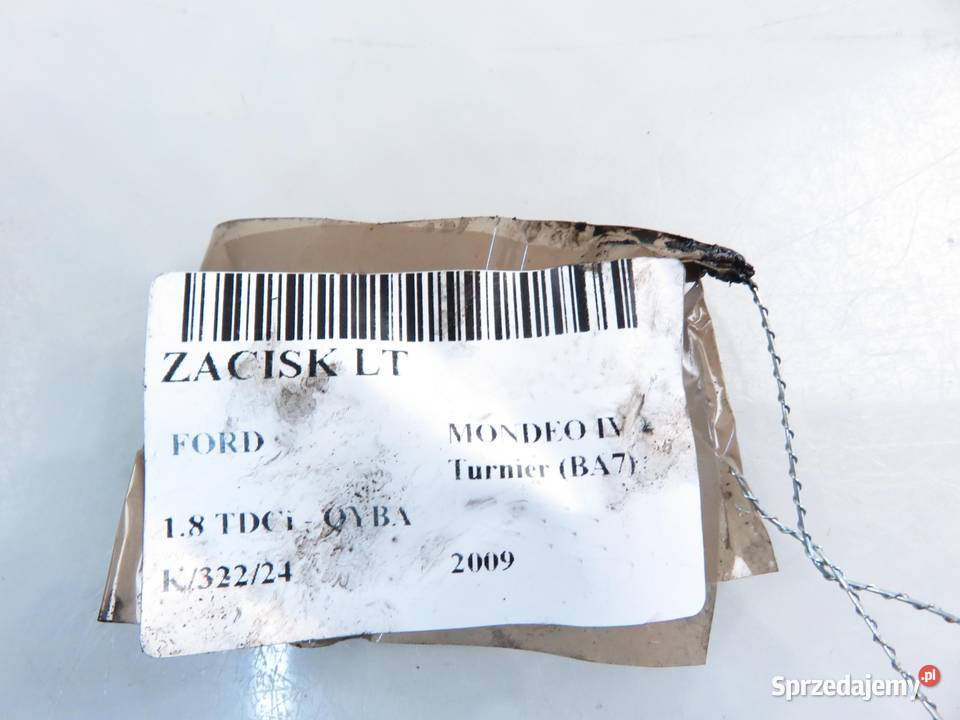 ZACISK LT
FORD
MONDEO IV
Turnier (BA7)
1.8 TDCi - QYBA
K/322/24
2009
Sprzedajemy.pl